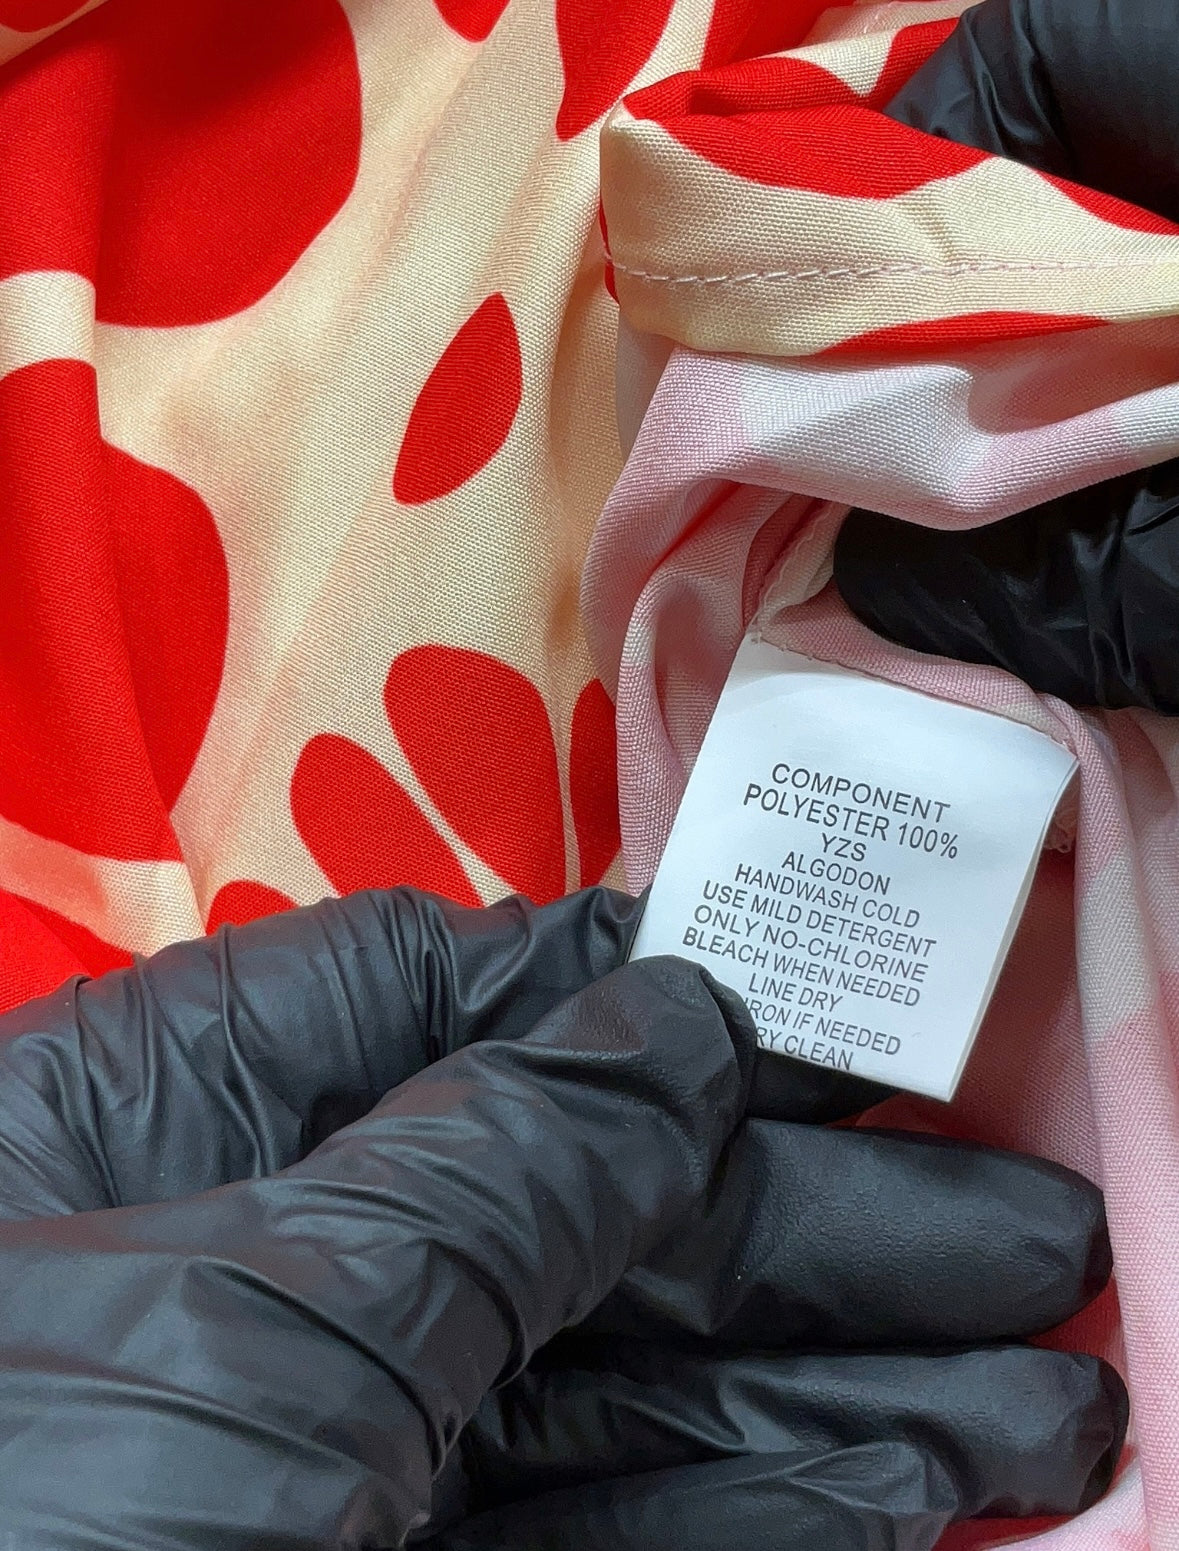 COMPONENT
POLYESTER 100%
YZS
ALGODON
HANDWASH COLD
USE MILD DETERGENT
ONLY NO-CHLORINE
BLEACH WHEN NEEDED
LINE DRY
IRON IF NEEDED
CLEAN